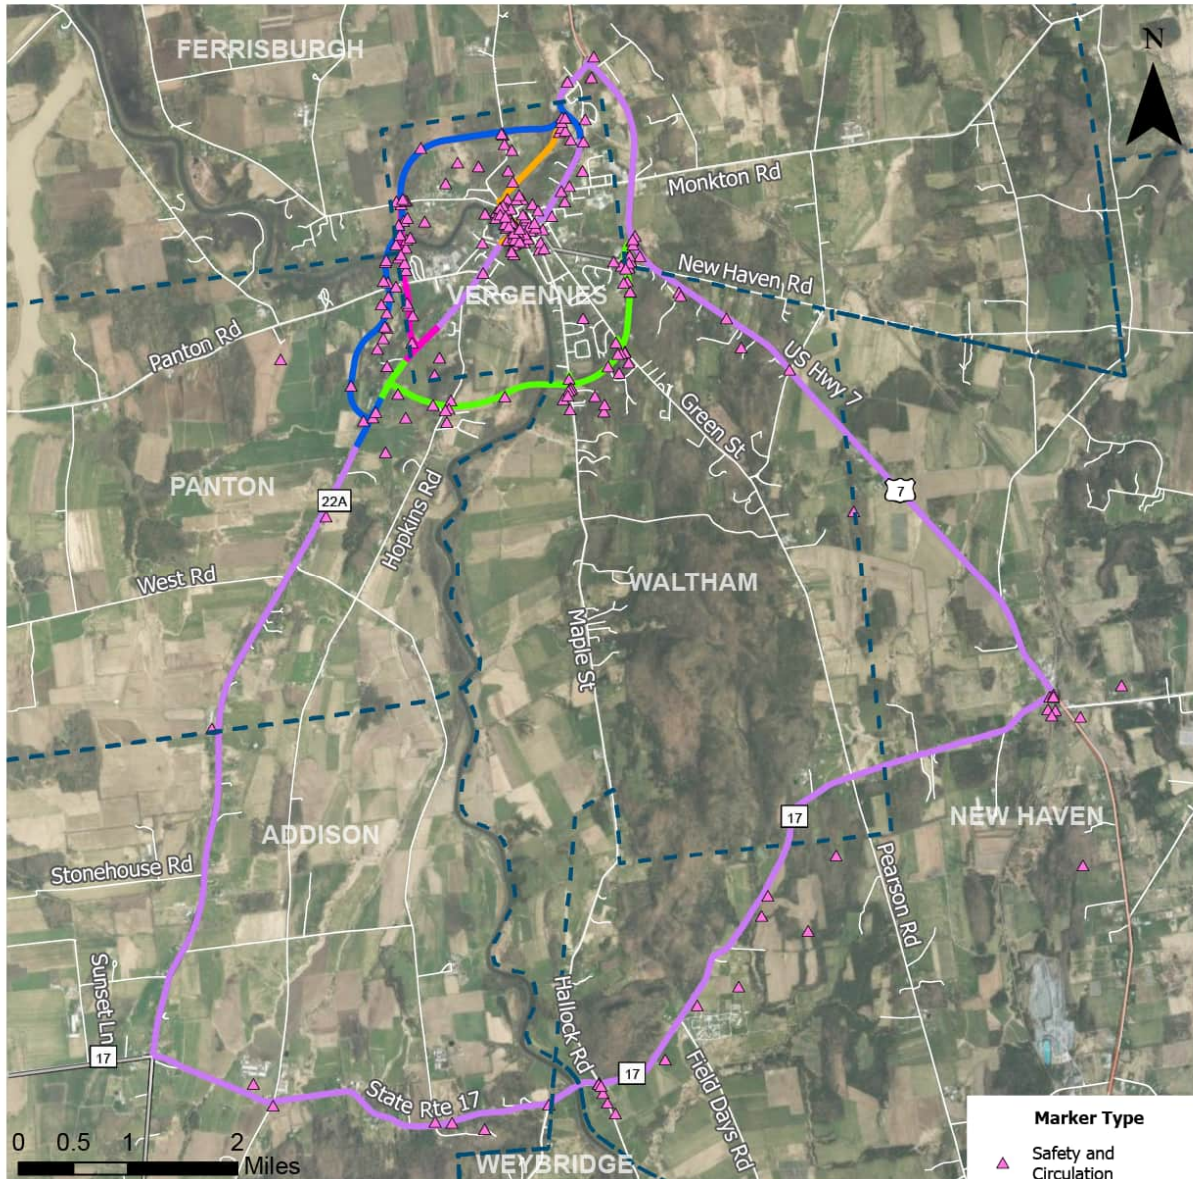 FERRISBURGH
N
Monkton Rd
New Haven Rd
VERGENNES
Panton Rd
US Hwy 7
Green St
PANTON
22A
7
Hopkins Rd
West Rd
WALTHAM
Maple St
17
NEW HAVEN
ADDISON
Stonehouse Rd
Pearson Rd
Sunset Ln
Hallock Rd
17
17
State Rte 17
Field Days Rd
Marker Type
0 0.5 1 2
Miles
WEYBRIDGE
Safety and
Circulation